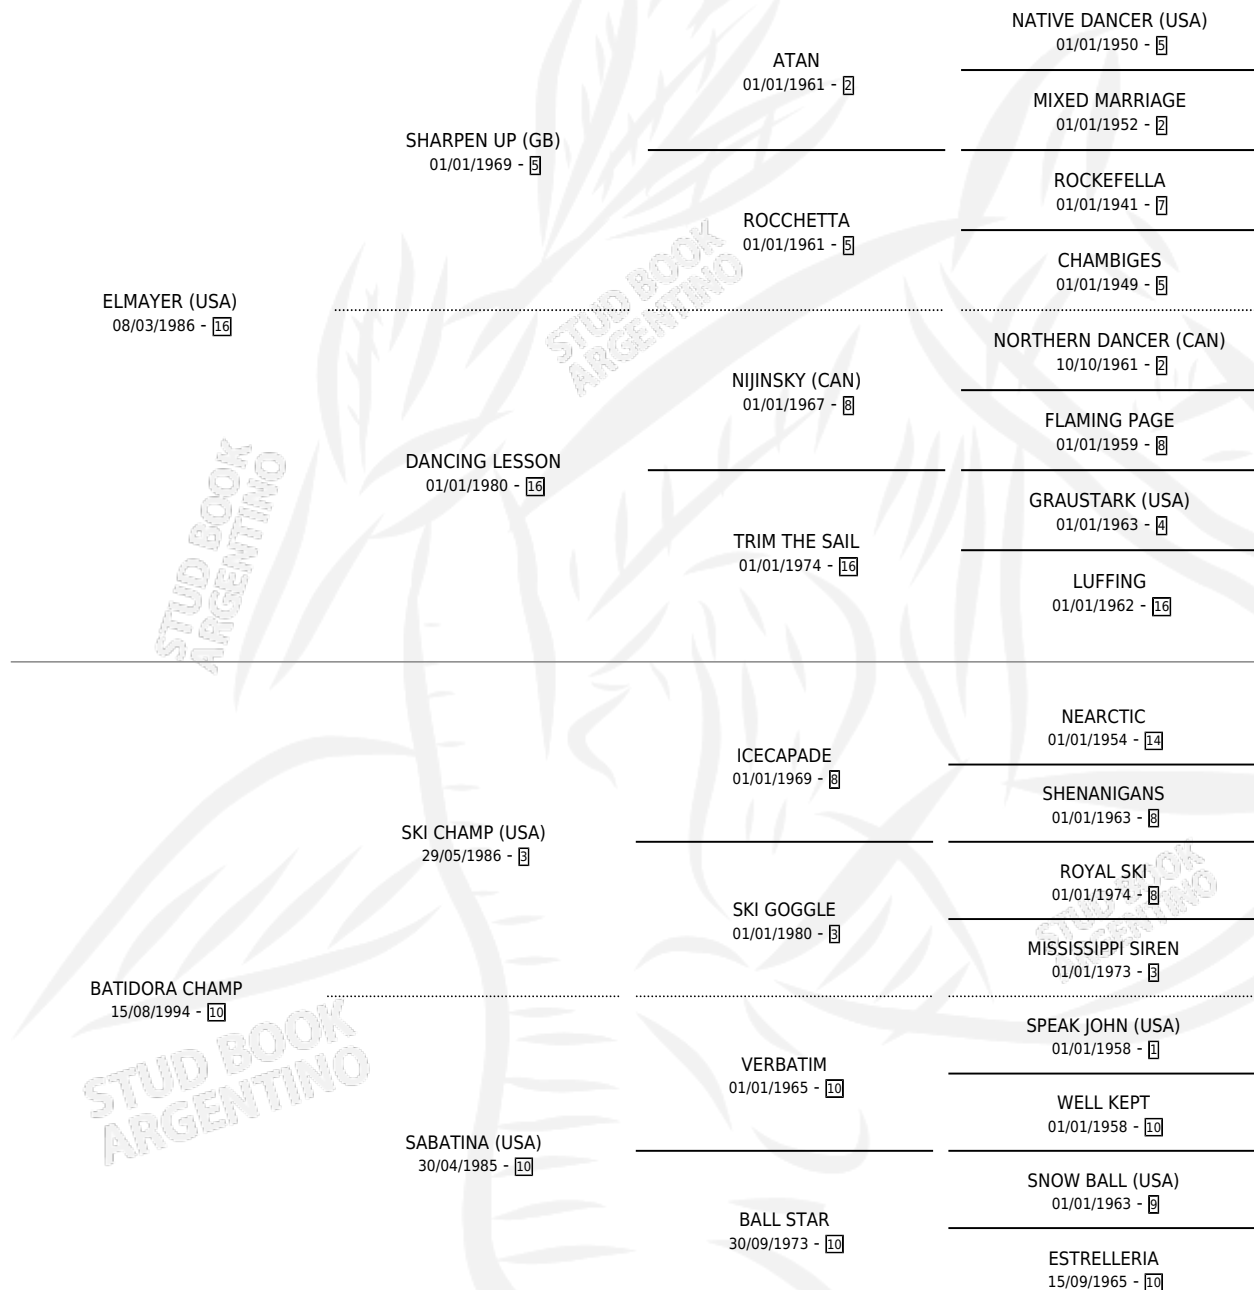 NATIVE DANCER (USA)
01/01/1950 - 5
ATAN
01/01/1961 - 2
MIXED MARRIAGE
01/01/1952 - 2
SHARPEN UP (GB)
01/01/1969 - 5
ROCKEFELLA
01/01/1941 - 7
ROCCHETTA
01/01/1961 - 5
CHAMBIGES
01/01/1949 - 5
ELMAYER (USA)
08/03/1986 - 16
NORTHERN DANCER (CAN)
10/10/1961 - 2
NIJINSKY (CAN)
01/01/1967 - 8
FLAMING PAGE
01/01/1959 - 8
DANCING LESSON
01/01/1980 - 16
GRAUSTARK (USA)
01/01/1963 - 4
TRIM THE SAIL
01/01/1974 - 16
LUFFING
01/01/1962 - 16
NEARCTIC
01/01/1954 - 14
ICECAPADE
01/01/1969 - 8
SHENANIGANS
01/01/1963 - 8
SKI CHAMP (USA)
29/05/1986 - 3
ROYAL SKI
01/01/1974 - 8
SKI GOGGLE
01/01/1980 - 3
MISSISSIPPI SIREN
01/01/1973 - 3
BATIDORA CHAMP
15/08/1994 - 10
SPEAK JOHN (USA)
01/01/1958 - 1
VERBATIM
01/01/1965 - 10
WELL KEPT
01/01/1958 - 10
SABATINA (USA)
30/04/1985 - 10
SNOW BALL (USA)
01/01/1963 - 9
BALL STAR
30/09/1973 - 10
ESTRELLERIA
15/09/1965 - 10
STUD BOOK
ARGENTINO
STUD BOOK
ARGENTINO
STUD BOOK
ARGENTINO
STUD BOOK
ARGENTINO